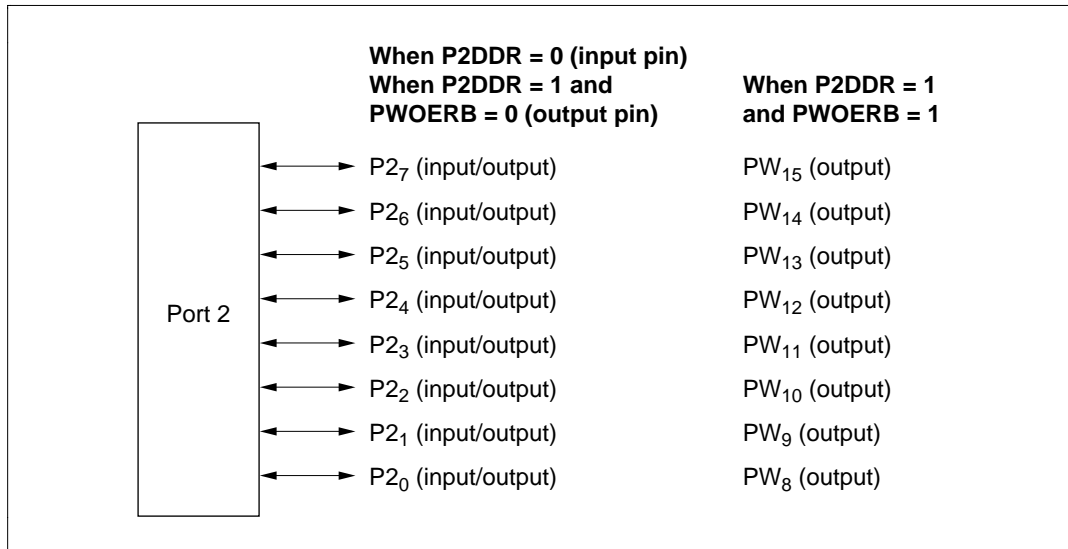 When P2DDR = 0 (input pin)
When P2DDR = 1 and
PWOERB = 0 (output pin)
When P2DDR = 1
and PWOERB = 1
Port 2
P2₇ (input/output) PW₁₅ (output)
P2₆ (input/output) PW₁₄ (output)
P2₅ (input/output) PW₁₃ (output)
P2₄ (input/output) PW₁₂ (output)
P2₃ (input/output) PW₁₁ (output)
P2₂ (input/output) PW₁₀ (output)
P2₁ (input/output) PW₉ (output)
P2₀ (input/output) PW₈ (output)